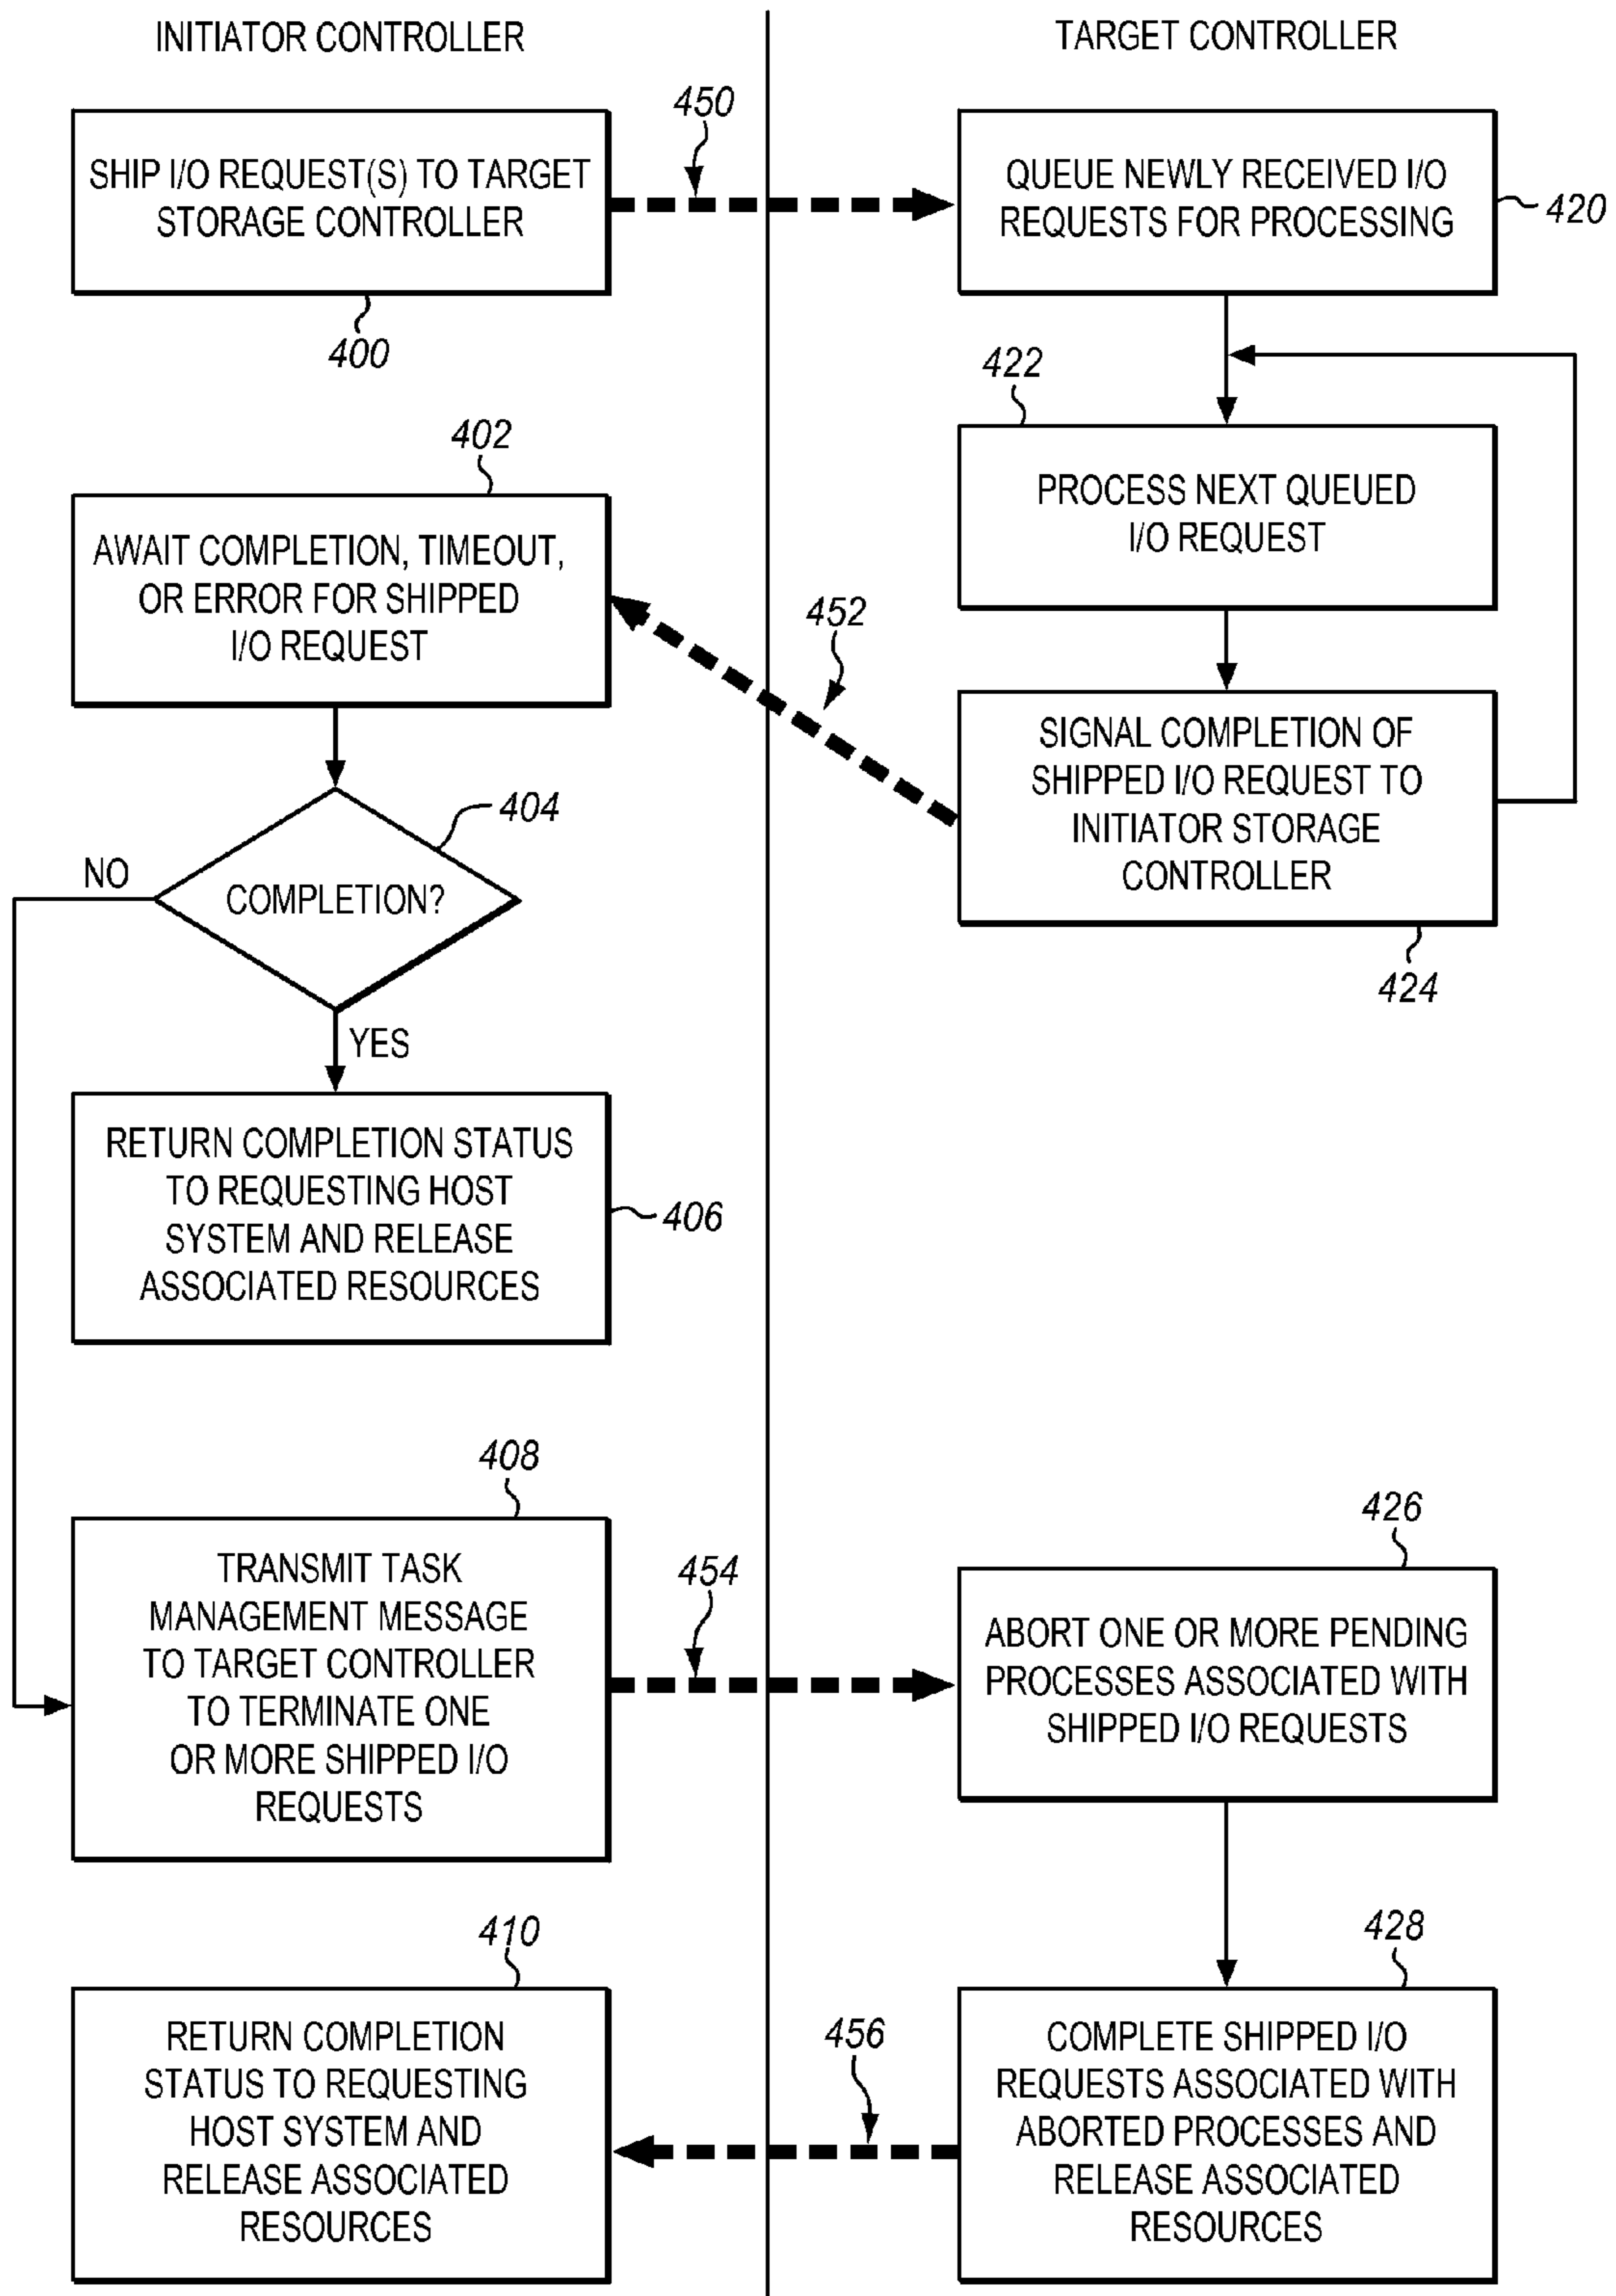 INITIATOR CONTROLLER
TARGET CONTROLLER
450
SHIP I/O REQUEST(S) TO TARGET
STORAGE CONTROLLER
400
QUEUE NEWLY RECEIVED I/O
REQUESTS FOR PROCESSING
420
422
PROCESS NEXT QUEUED
I/O REQUEST
402
AWAIT COMPLETION, TIMEOUT,
OR ERROR FOR SHIPPED
I/O REQUEST
452
SIGNAL COMPLETION OF
SHIPPED I/O REQUEST TO
INITIATOR STORAGE
CONTROLLER
424
404
NO
COMPLETION?
YES
RETURN COMPLETION STATUS
TO REQUESTING HOST
SYSTEM AND RELEASE
ASSOCIATED RESOURCES
406
408
TRANSMIT TASK
MANAGEMENT MESSAGE
TO TARGET CONTROLLER
TO TERMINATE ONE
OR MORE SHIPPED I/O
REQUESTS
454
426
ABORT ONE OR MORE PENDING
PROCESSES ASSOCIATED WITH
SHIPPED I/O REQUESTS
410
RETURN COMPLETION
STATUS TO REQUESTING
HOST SYSTEM AND
RELEASE ASSOCIATED
RESOURCES
456
428
COMPLETE SHIPPED I/O
REQUESTS ASSOCIATED WITH
ABORTED PROCESSES AND
RELEASE ASSOCIATED
RESOURCES